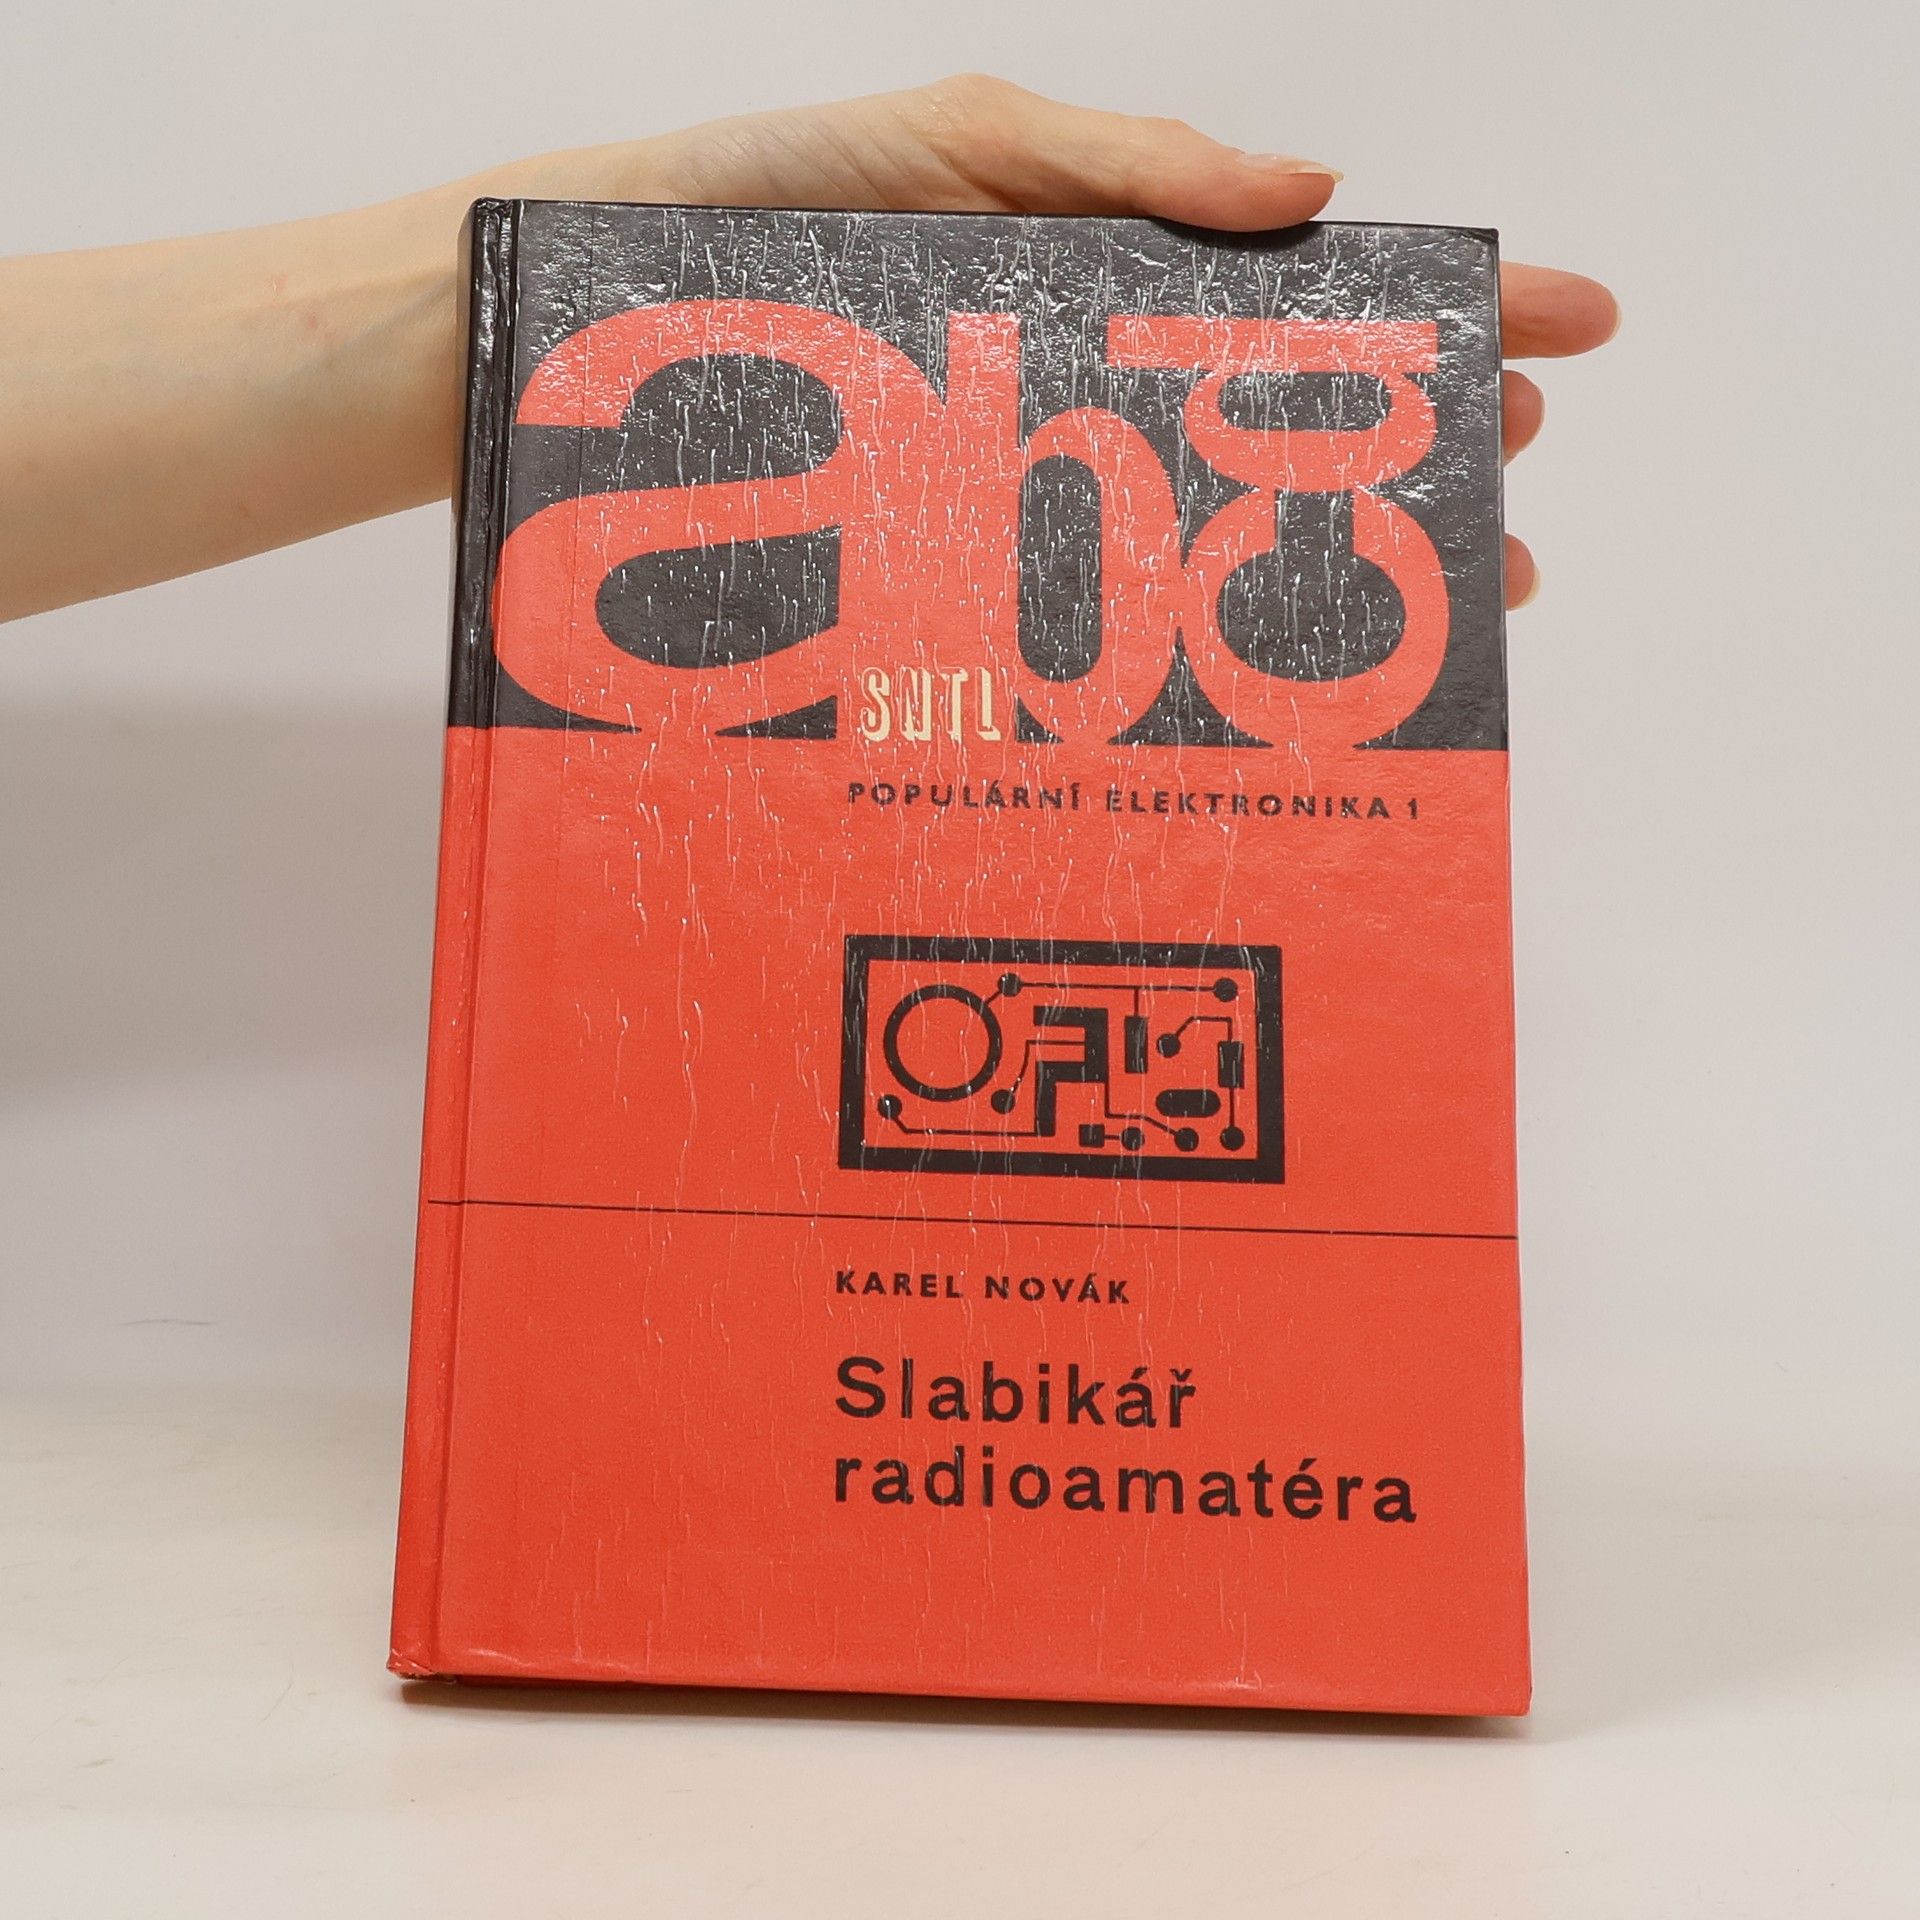 SNTL
POPULÁRNÍ ELEKTRONIKA 1
KAREL NOVÁK
Slabikář
radioamatéra